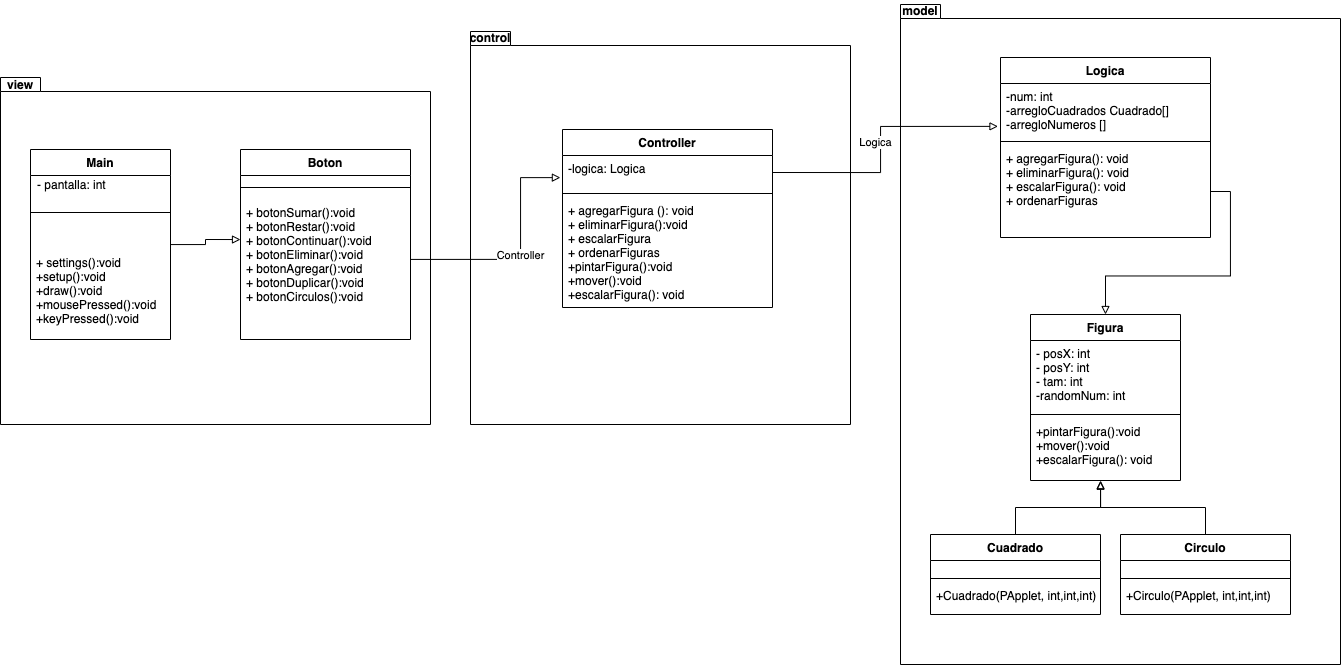 view
Main
- pantalla: int
+ settings():void
+setup():void
+draw():void
+mousePressed():void
+keyPressed():void
Boton
+ botonSumar():void
+ botonRestar():void
+ botonContinuar():void
+ botonEliminar():void
+ botonAgregar():void
+ botonDuplicar():void
+ botonCirculos():void
Controller
control
Controller
-logica: Logica
+ agregarFigura (): void
+ eliminarFigura():void
+ escalarFigura
+ ordenarFiguras
+pintarFigura():void
+mover():void
+escalarFigura(): void
Logica
model
Logica
-num: int
-arregloCuadrados Cuadrado[]
-arregloNumeros []
+ agregarFigura(): void
+ eliminarFigura(): void
+ escalarFigura(): void
+ ordenarFiguras
Figura
- posX: int
- posY: int
- tam: int
-randomNum: int
+pintarFigura():void
+mover():void
+escalarFigura(): void
Cuadrado
+Cuadrado(PApplet, int,int,int)
Circulo
+Circulo(PApplet, int,int,int)